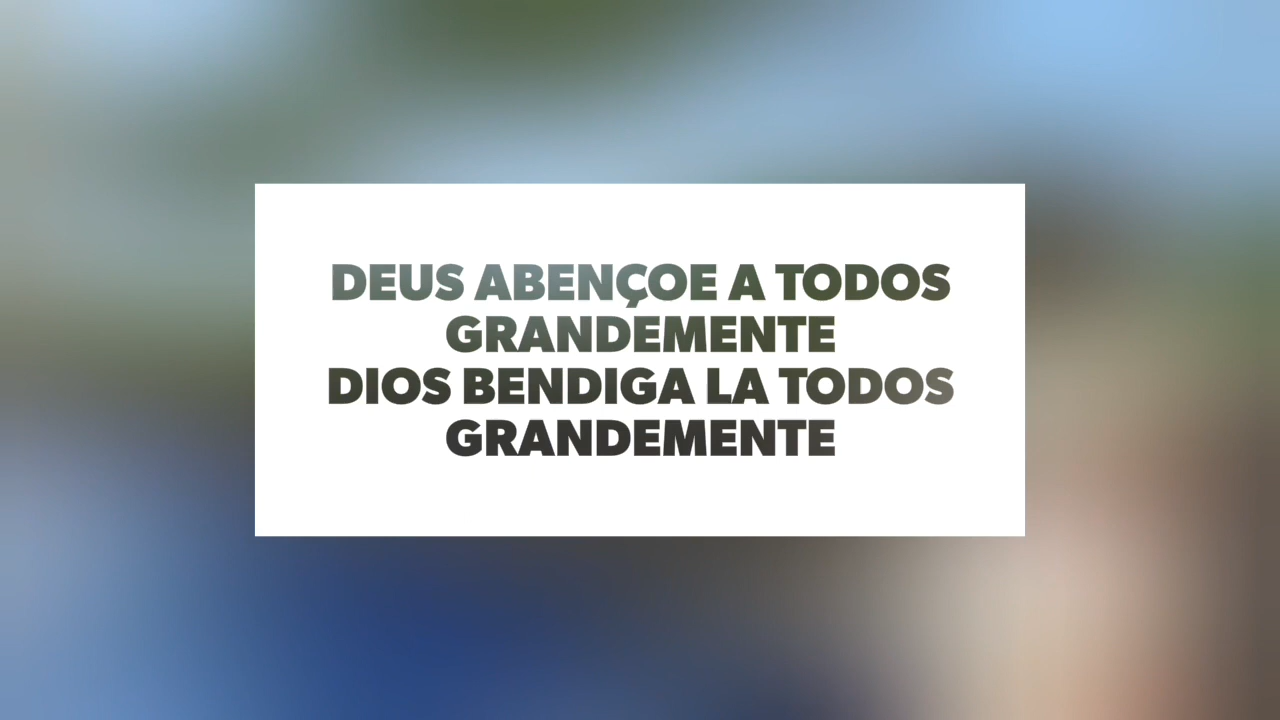 DEUS ABENÇOE A TODOS
GRANDEMENTE
DIOS BENDIGA LA TODOS
GRANDEMENTE